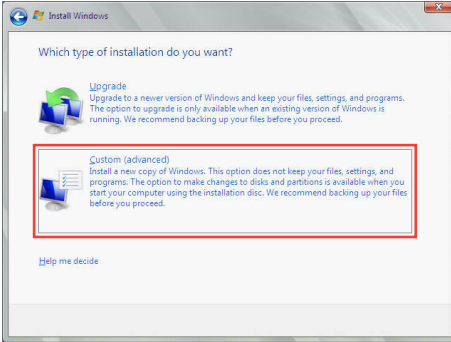 Install Windows
Which type of installation do you want?
Upgrade
Upgrade to a newer version of Windows and keep your files, settings, and programs.
The option to upgrade is only available when an existing version of Windows is
running. We recommend backing up your files before you proceed.
Custom (advanced)
Install a new copy of Windows. This option does not keep your files, settings, and
programs. The option to make changes to disks and partitions is available when you
start your computer using the installation disc. We recommend backing up your files
before you proceed.
Help me decide